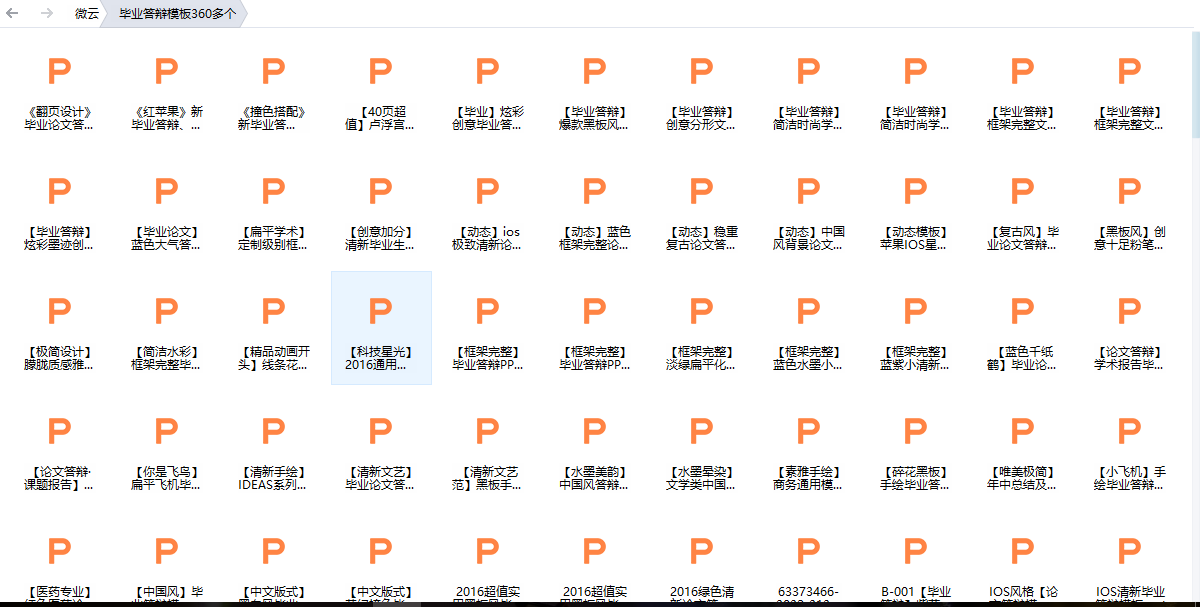 微云 毕业答辩模板360多个
《翻页设计》 《红苹果》新 《撞色搭配》 【40页超 【毕业】炫彩 【毕业答辩】 【毕业答辩】 【毕业答辩】 【毕业答辩】 【毕业答辩】 【毕业答辩】
毕业论文答... 毕业答辩、... 新毕业答... 值】卢浮宫... 创意毕业答... 爆款黑板风... 创意分形文... 简洁时尚学... 简洁时尚学... 框架完整文... 框架完整文...
【毕业答辩】 【毕业论文】 【扁平学术】 【创意加分】 【动态】ios 【动态】蓝色 【动态】稳重 【动态】中国 【动态模板】 【复古风】毕 【黑板风】创
炫彩墨迹创... 蓝色大气答... 定制级别框... 清新毕业生... 极致清新论... 框架完整论... 复古论文答... 风背景论文... 苹果IOS星... 业论文答辩... 意十足粉笔...
【极简设计】 【简洁水彩】 【精品动画开 【科技星光】 【框架完整】 【框架完整】 【框架完整】 【框架完整】 【框架完整】 【蓝色千纸 【论文答辩】
朦胧质感雅... 框架完整毕... 头】线条花... 2016通用... 毕业答辩PP... 毕业答辩PP... 淡绿扁平化... 蓝色水墨小... 蓝紫小清新... 鹤】毕业论... 学术报告毕...
【论文答辩· 【你是飞鸟】 【清新手绘】 【清新文艺】 【清新文艺 【水墨美韵】 【水墨晕染】 【素雅手绘】 【碎花黑板】 【唯美极简】 【小飞机】手
课题报告】... 扁平飞机毕... IDEAS系列... 毕业论文答... 范】黑板手... 中国风答辩... 文学类中国... 商务通用模... 手绘毕业答... 年中总结及... 绘毕业答辩...
【医药专业】 【中国风】毕 【中文版式】 【中文版式】 2016超值实 2016超值实 2016绿色清 63373466- B-001【毕业 IOS风格【论 IOS清新毕业